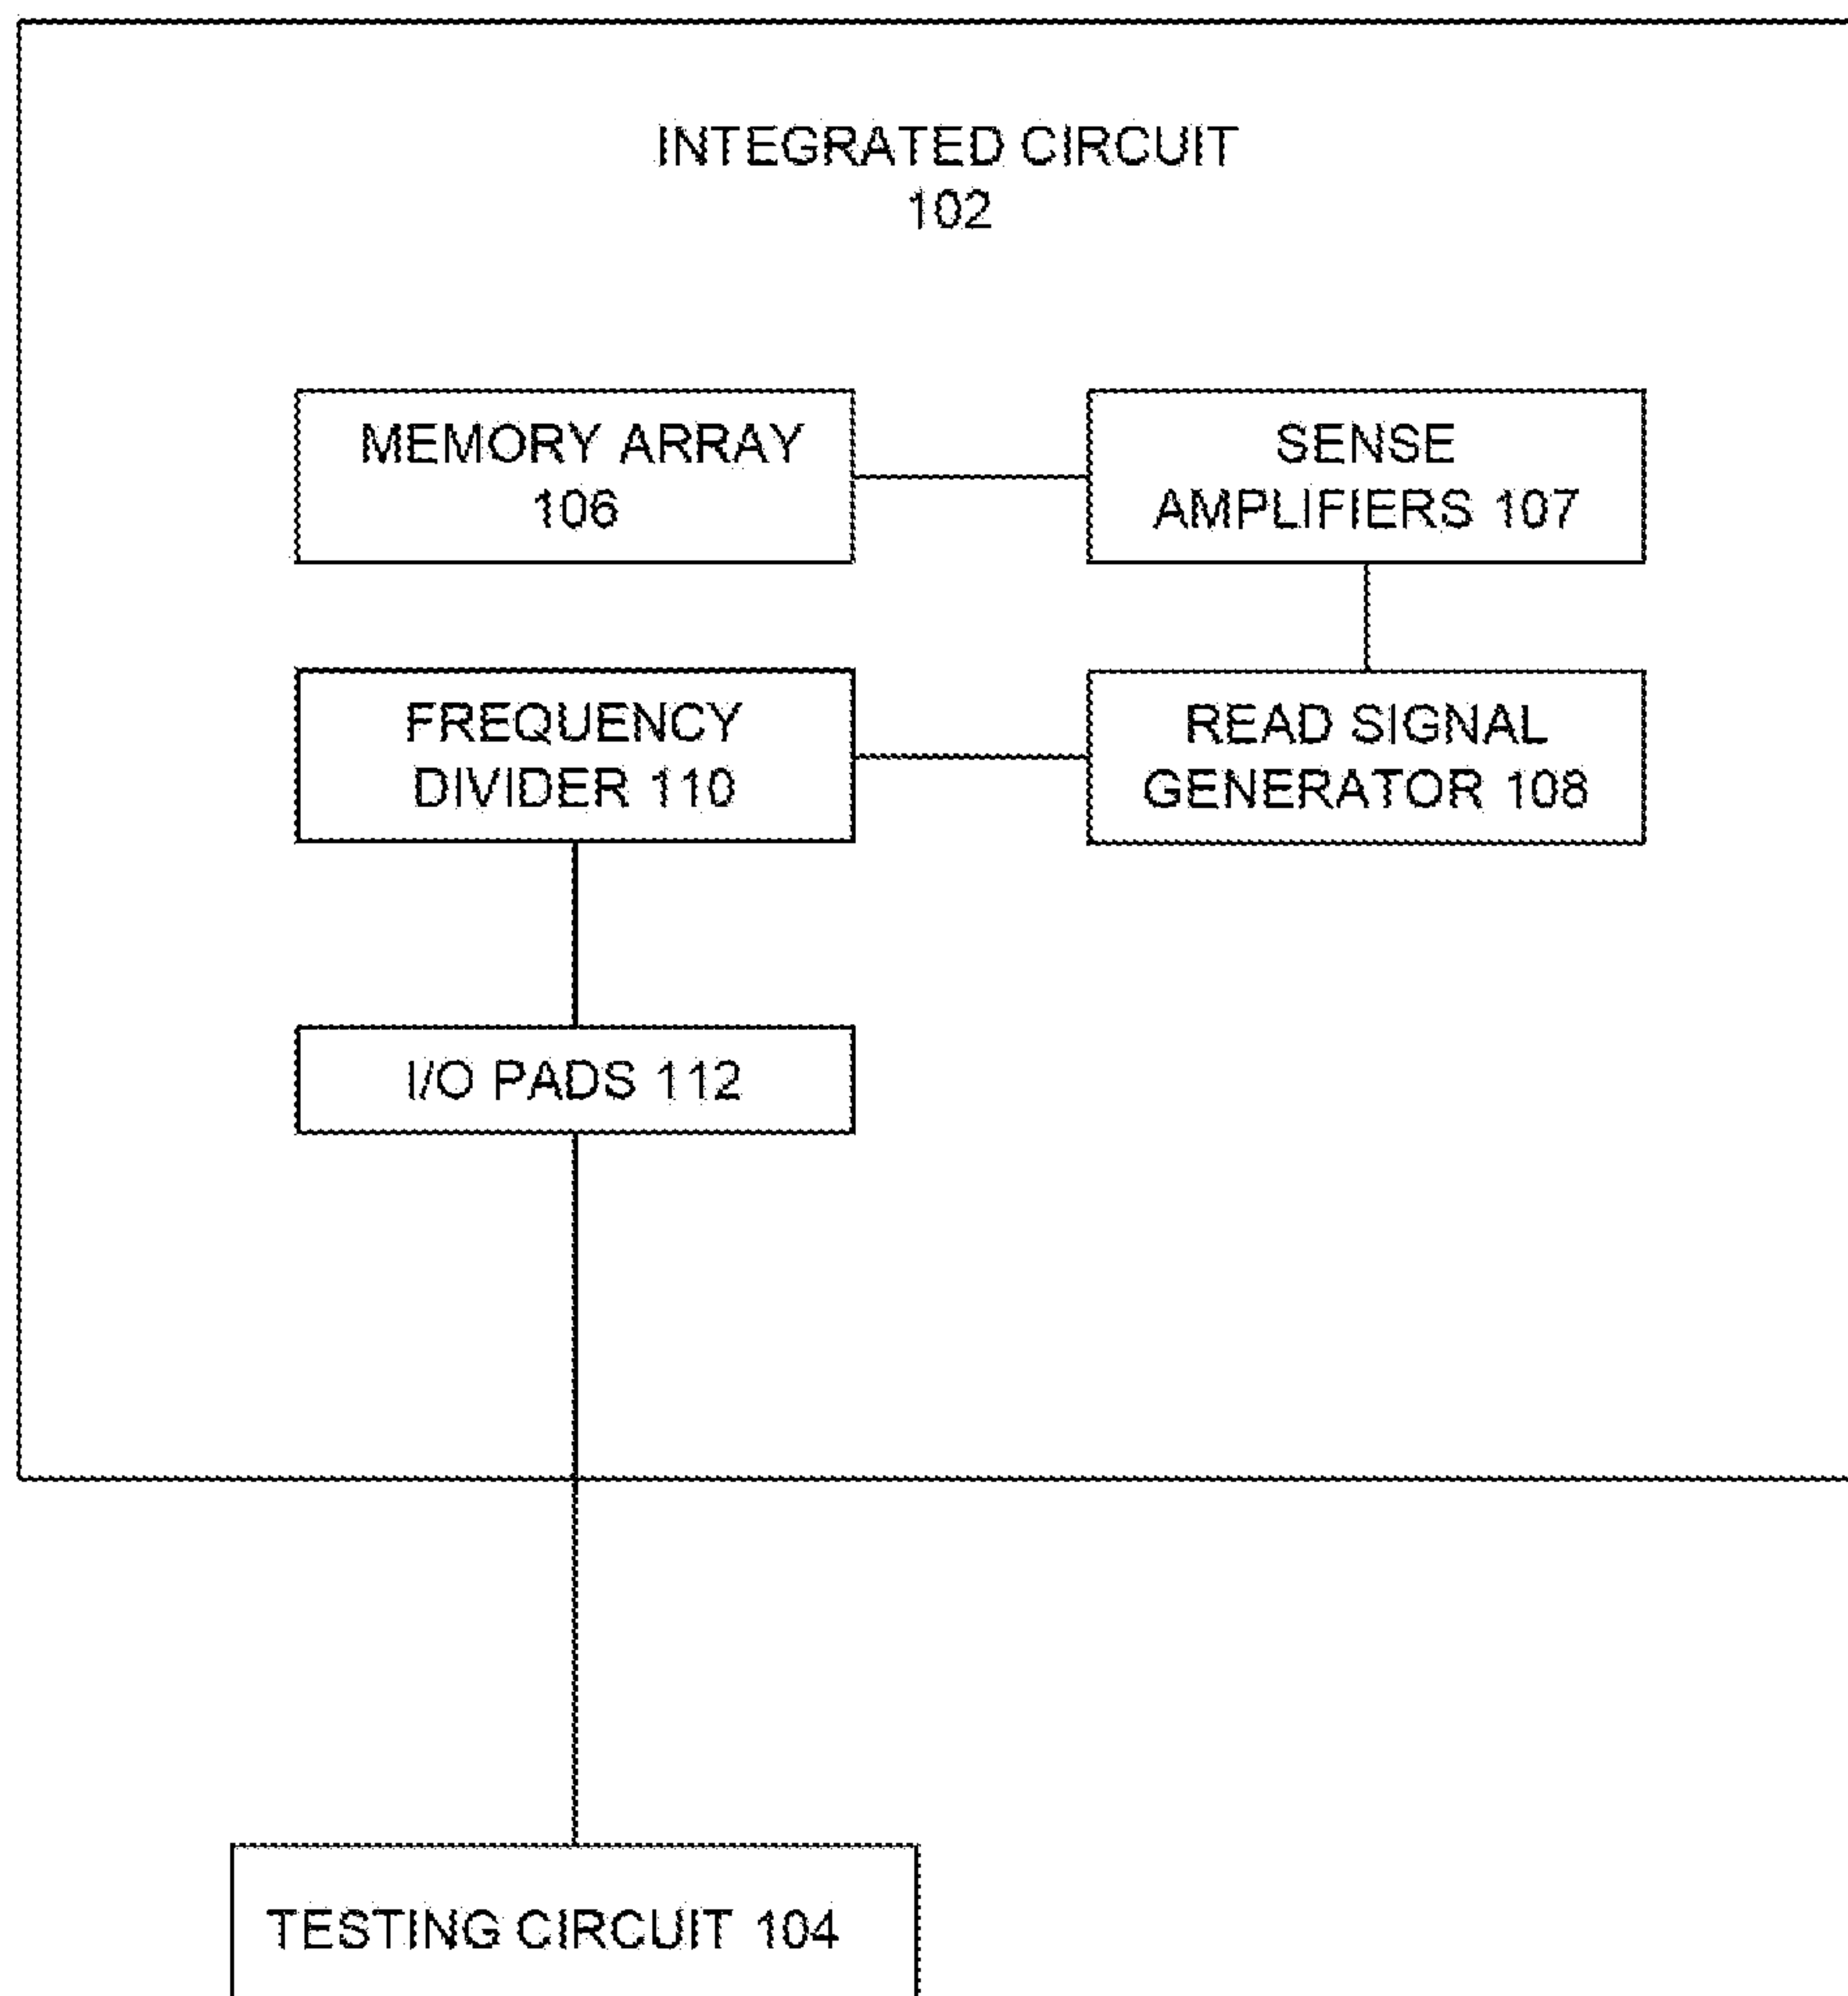 INTEGRATED CIRCUIT
102
MEMORY ARRAY
106
SENSE
AMPLIFIERS 107
FREQUENCY
DIVIDER 110
READ SIGNAL
GENERATOR 108
I/O PADS 112
TESTING CIRCUIT 104